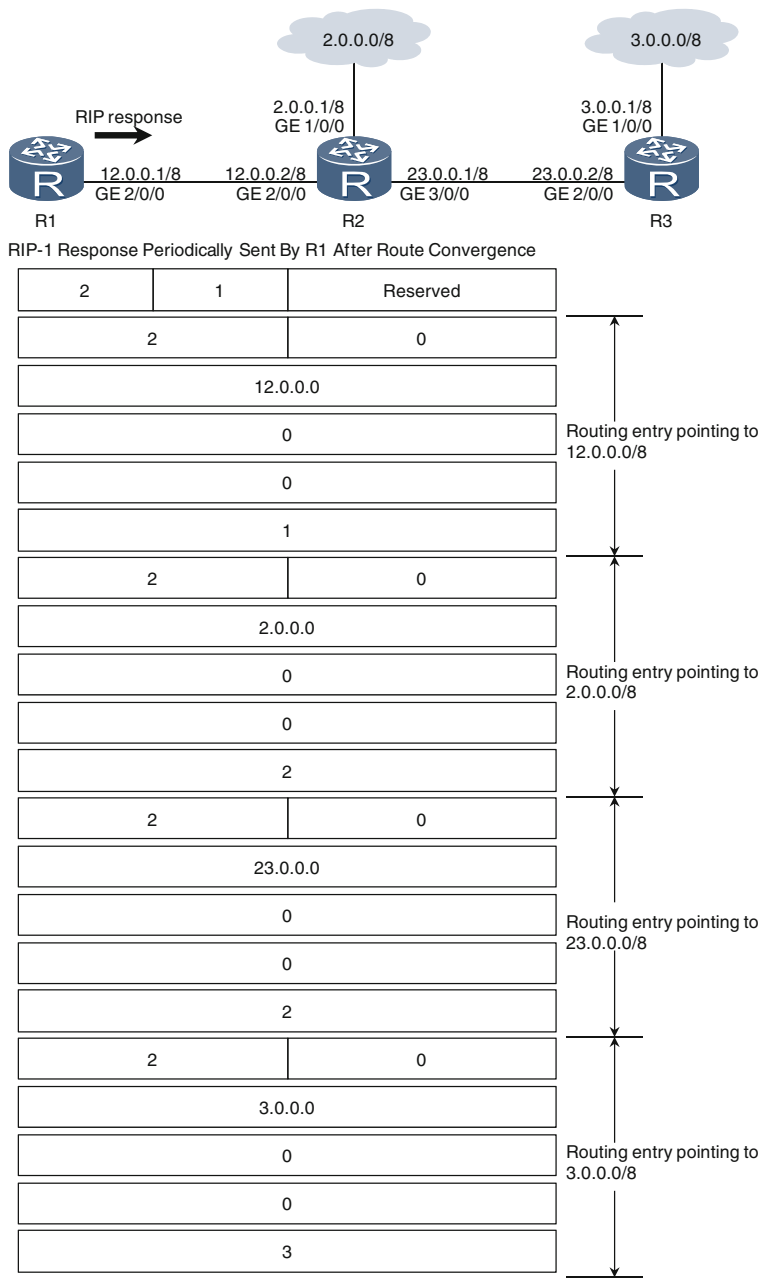 2.0.0.0/8
3.0.0.0/8
2.0.0.1/8
GE 1/0/0
3.0.0.1/8
GE 1/0/0
RIP response
R
12.0.0.1/8
GE 2/0/0
12.0.0.2/8
GE 2/0/0
R
23.0.0.1/8
GE 3/0/0
23.0.0.2/8
GE 2/0/0
R
R1
R2
R3
RIP-1 Response Periodically Sent By R1 After Route Convergence
2 1 Reserved
2 0
12.0.0.0
0
0
1
Routing entry pointing to
12.0.0.0/8
2 0
2.0.0.0
0
0
2
Routing entry pointing to
2.0.0.0/8
2 0
23.0.0.0
0
0
2
Routing entry pointing to
23.0.0.0/8
2 0
3.0.0.0
0
0
3
Routing entry pointing to
3.0.0.0/8